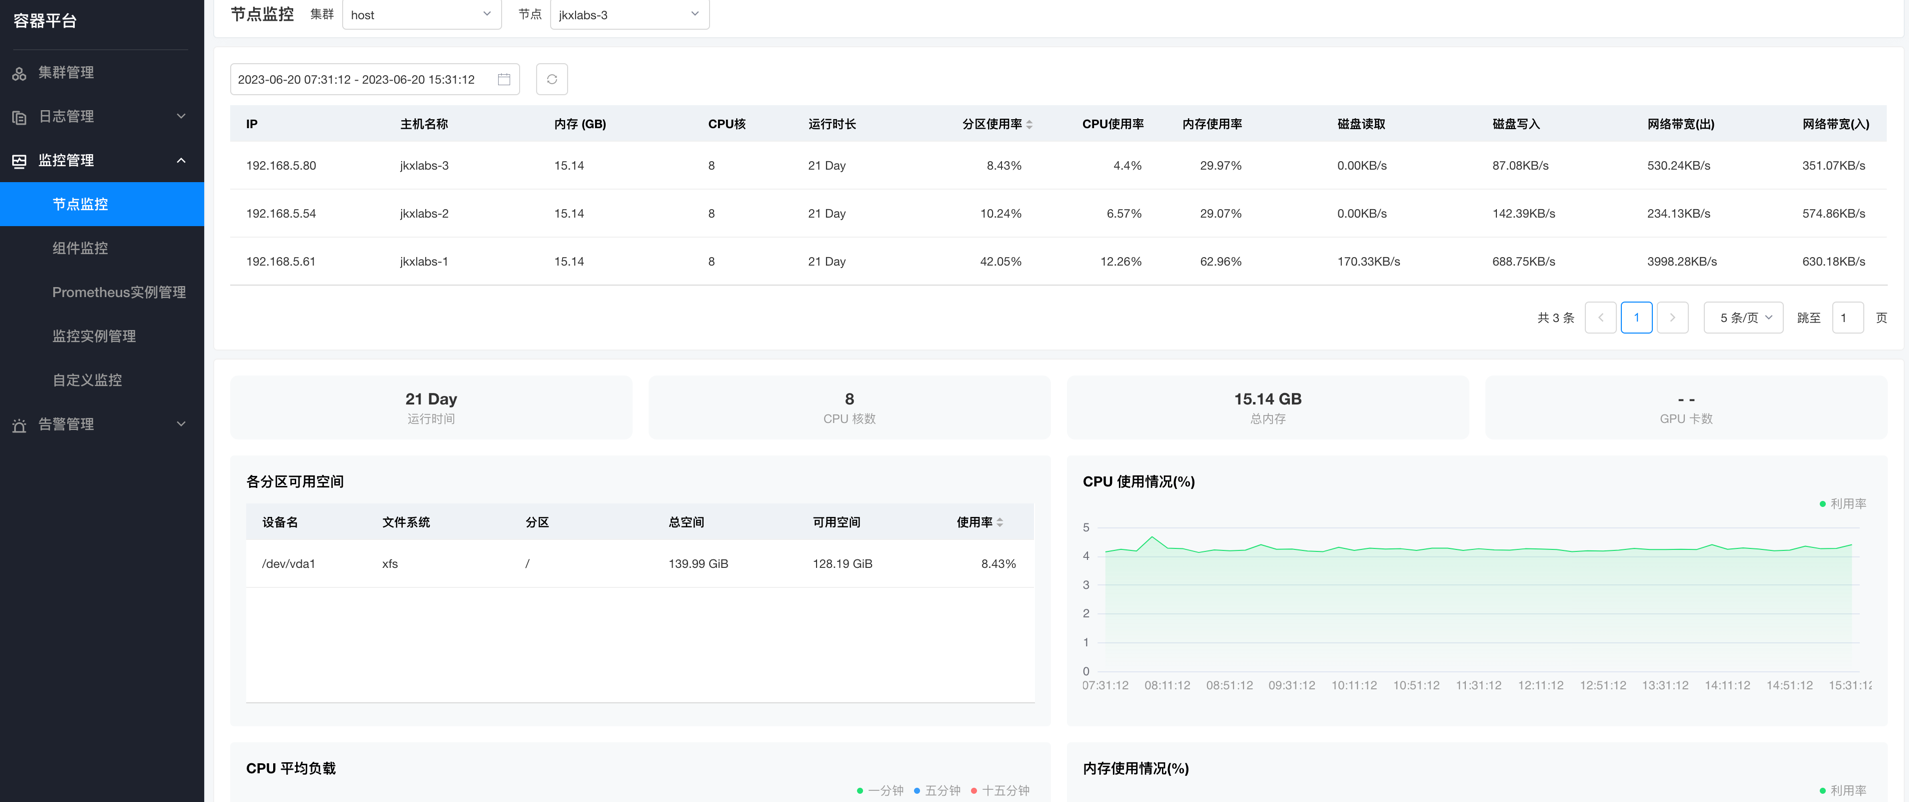 容器平台
集群管理
日志管理
监控管理
节点监控
组件监控
Prometheus实例管理
监控实例管理
自定义监控
告警管理
节点监控 集群 host 节点 jkxlabs-3
2023-06-20 07:31:12 - 2023-06-20 15:31:12
IP 主机名称 内存 (GB) CPU核 运行时长 分区使用率 CPU使用率 内存使用率 磁盘读取 磁盘写入 网络带宽(出) 网络带宽(入)
192.168.5.80 jkxlabs-3 15.14 8 21 Day 8.43% 4.4% 29.97% 0.00KB/s 87.08KB/s 530.24KB/s 351.07KB/s
192.168.5.54 jkxlabs-2 15.14 8 21 Day 10.24% 6.57% 29.07% 0.00KB/s 142.39KB/s 234.13KB/s 574.86KB/s
192.168.5.61 jkxlabs-1 15.14 8 21 Day 42.05% 12.26% 62.96% 170.33KB/s 688.75KB/s 3998.28KB/s 630.18KB/s
共 3 条 1 5 条/页 跳至 1 页
21 Day
运行时间
8
CPU 核数
15.14 GB
总内存
- -
GPU 卡数
各分区可用空间
设备名 文件系统 分区 总空间 可用空间 使用率
/dev/vda1 xfs / 139.99 GiB 128.19 GiB 8.43%
CPU 使用情况(%)
利用率
5
4
3
2
1
0
07:31:12 08:11:12 08:51:12 09:31:12 10:11:12 10:51:12 11:31:12 12:11:12 12:51:12 13:31:12 14:11:12 14:51:12 15:31:12
CPU 平均负载
一分钟 五分钟 十五分钟
内存使用情况(%)
利用率